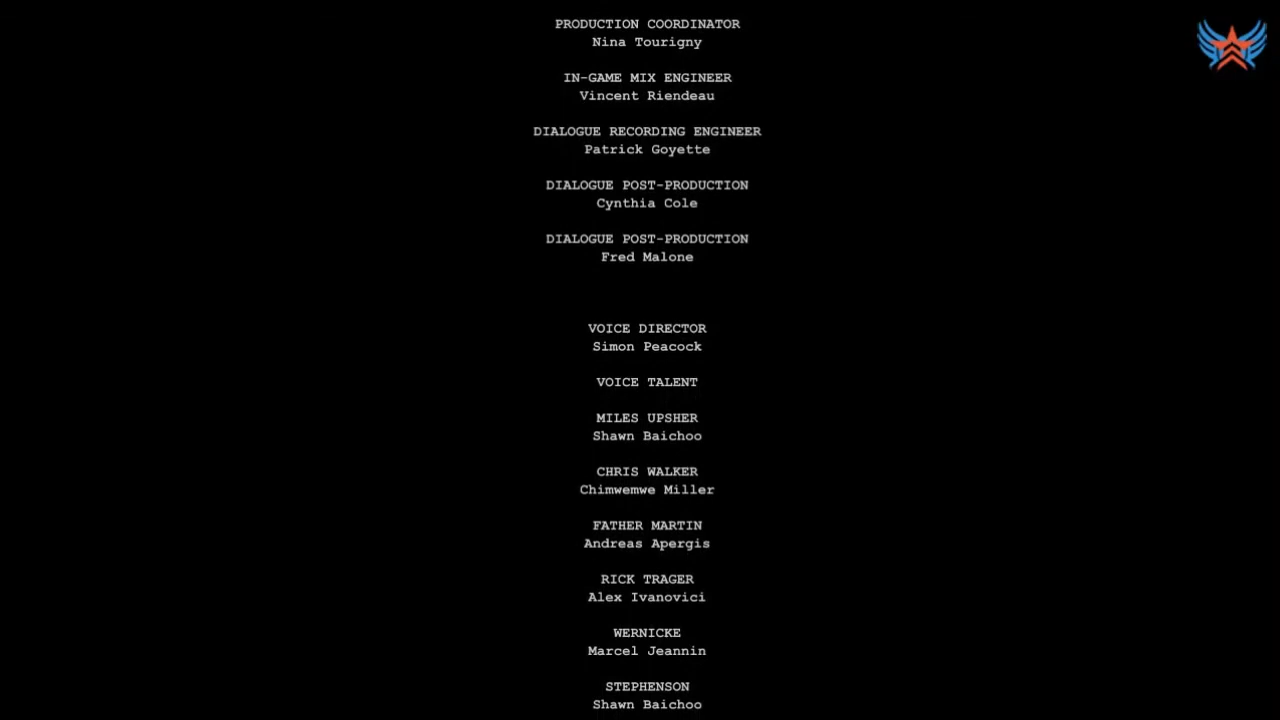 PRODUCTION COORDINATOR
Nina Tourigny
IN-GAME MIX ENGINEER
Vincent Riendeau
DIALOGUE RECORDING ENGINEER
Patrick Goyette
DIALOGUE POST-PRODUCTION
Cynthia Cole
DIALOGUE POST-PRODUCTION
Fred Malone
VOICE DIRECTOR
Simon Peacock
VOICE TALENT
MILES UPSHER
Shawn Baichoo
CHRIS WALKER
Chimwemwe Miller
FATHER MARTIN
Andreas Apergis
RICK TRAGER
Alex Ivanovici
WERNICKE
Marcel Jeannin
STEPHENSON
Shawn Baichoo